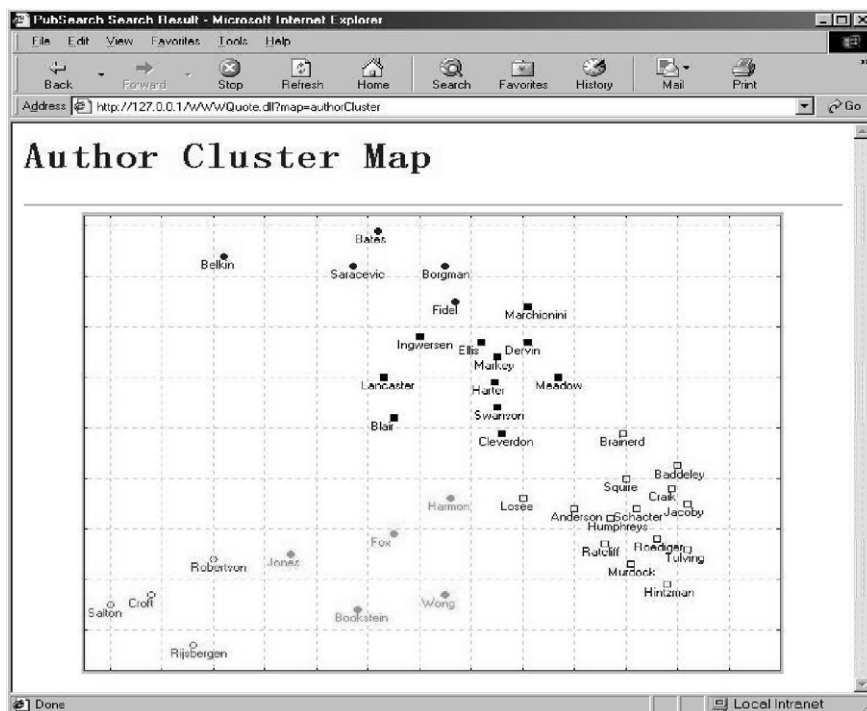 PubSearch Search Result - Microsoft Internet Explorer
File Edit View Favorites Tools Help
Back Forward Stop Refresh Home Search Favorites History Mail Print
Address http://127.0.0.1/WWWQuote.dll?map=authorCluster Go
Author Cluster Map
Bates
Belkin
Saracevic Borgman
Fidel
Marchionini
Ingwersen Ellis Dervin
Markey
Lancaster Harter Meadow
Blair Swanson
Cleverdon Brainerd
Baddeley
Squire
Craik
Harmon Losee Anderson Schacter Jacoby
Humphreys
Fox
Ratcliff Roediger
Tulving
Robertson Jones
Murdock
Hintzman
Salton Croft
Bookstein Wong
Rijsbergen
Done Local intranet